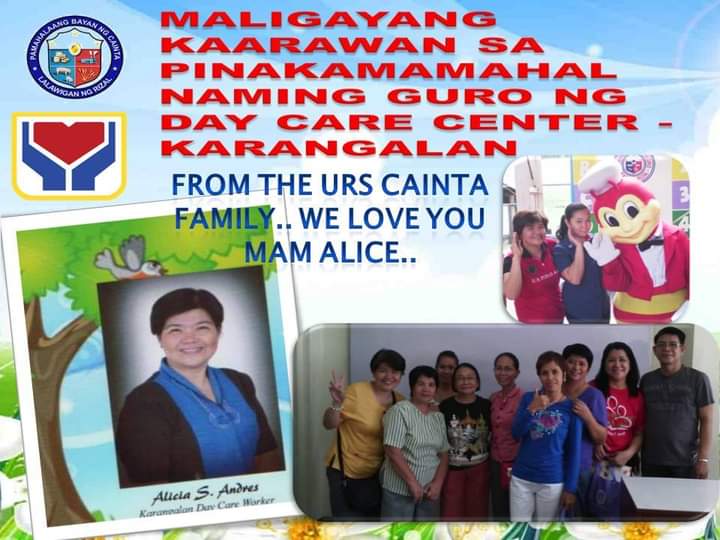 PAMAHALAANG BAYAN NG CAINTA
LALAWIGAN NG RIZAL
MALIGAYANG
KAARAWAN SA
PINAKAMAMAHAL
NAMING GURO NG
DAY CARE CENTER -
KARANGALAN
FROM THE URS CAINTA
FAMILY.. WE LOVE YOU
MAM ALICE..
Alicia S. Andres
Karangalan Day Care Worker